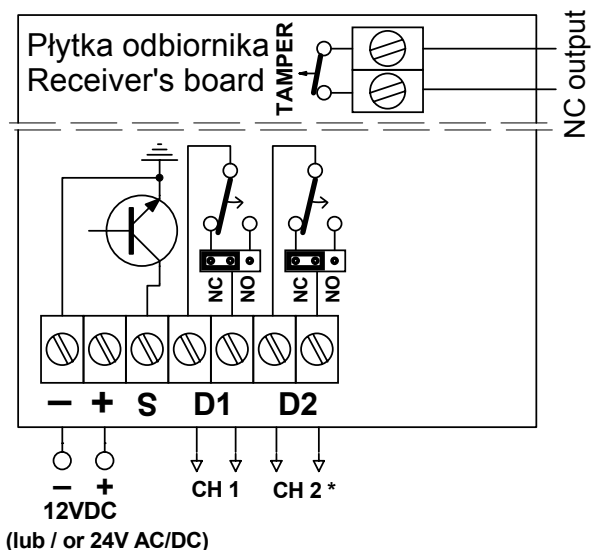 Płytka odbiornika
Receiver's board
TAMPER
NC output
NC NO NC NO
– + S D1 D2
– + CH 1 CH 2 *
12VDC
(lub / or 24V AC/DC)